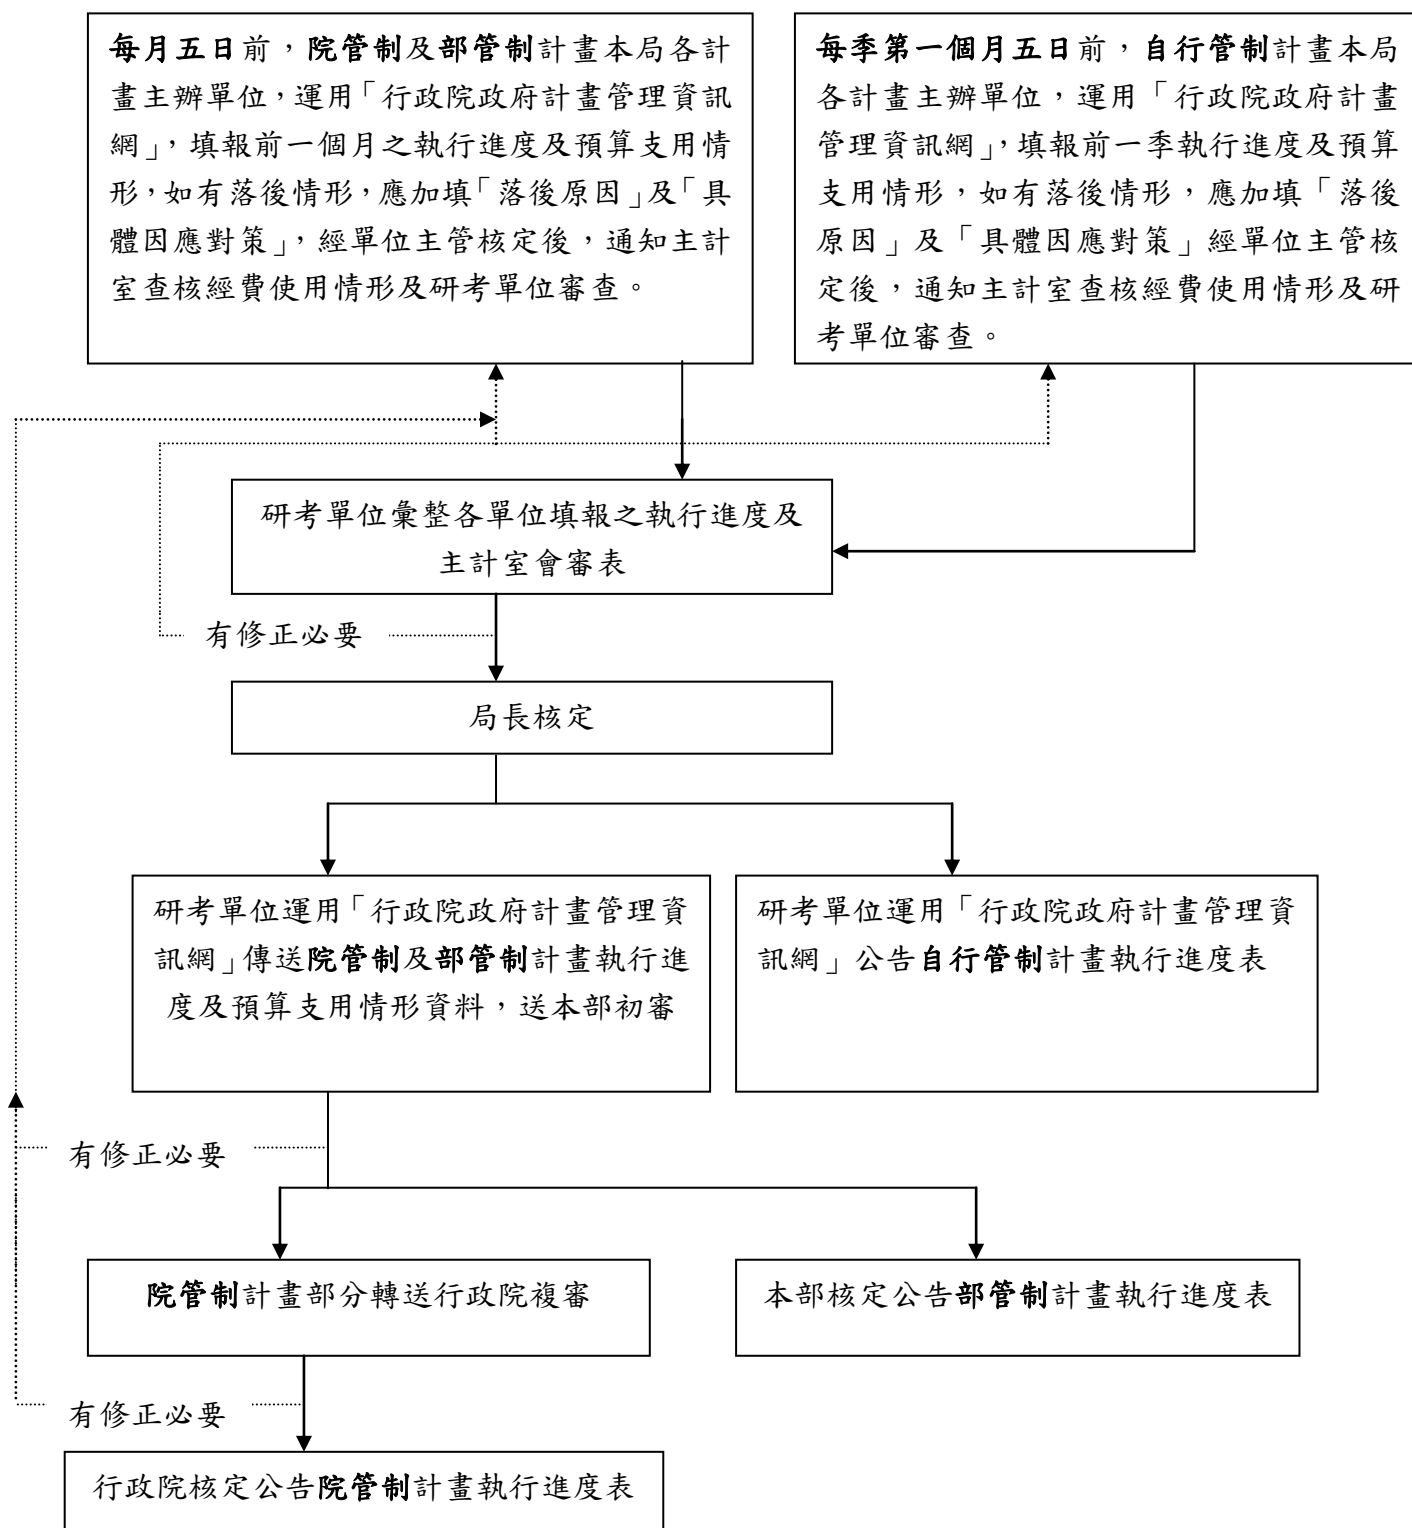 每月五日前，院管制及部管制計畫本局各計
畫主辦單位，運用「行政院政府計畫管理資訊
網」，填報前一個月之執行進度及預算支用情
形，如有落後情形，應加填「落後原因」及「具
體因應對策」，經單位主管核定後，通知主計
室查核經費使用情形及研考單位審查。
每季第一個月五日前，自行管制計畫本局
各計畫主辦單位，運用「行政院政府計畫
管理資訊網」，填報前一季執行進度及預算
支用情形，如有落後情形，應加填「落後
原因」及「具體因應對策」經單位主管核
定後，通知主計室查核經費使用情形及研
考單位審查。
研考單位彙整各單位填報之執行進度及
主計室會審表
有修正必要
局長核定
研考單位運用「行政院政府計畫管理資
訊網」傳送院管制及部管制計畫執行進
度及預算支用情形資料，送本部初審
研考單位運用「行政院政府計畫管理資
訊網」公告自行管制計畫執行進度表
有修正必要
院管制計畫部分轉送行政院複審
本部核定公告部管制計畫執行進度表
有修正必要
行政院核定公告院管制計畫執行進度表